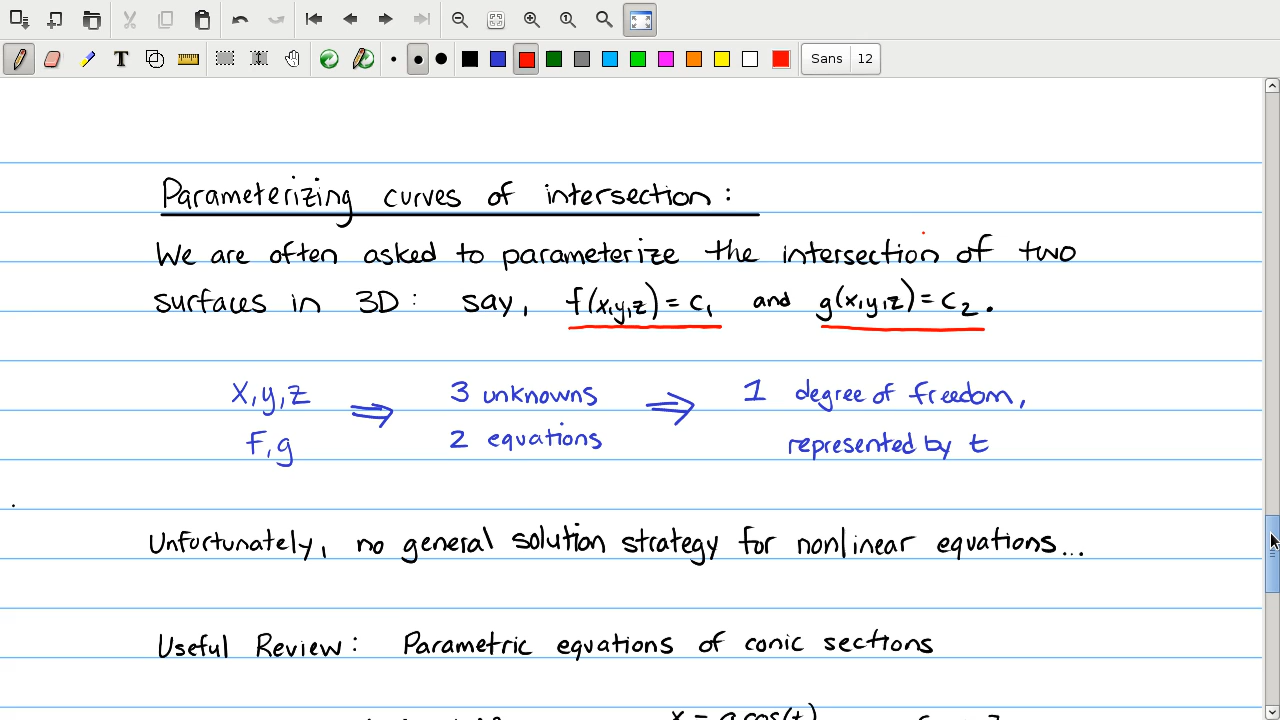 Sans 12
Parameterizing curves of intersection:
We are often asked to parameterize the intersection of two
surfaces in 3D: say, f(x,y,z) = c₁ and g(x,y,z) = c₂.
x,y,z ⇒ 3 unknowns ⇒ 1 degree of freedom,
F,g 2 equations represented by t
Unfortunately, no general solution strategy for nonlinear equations...
Useful Review: Parametric equations of conic sections
x = a cos(t)